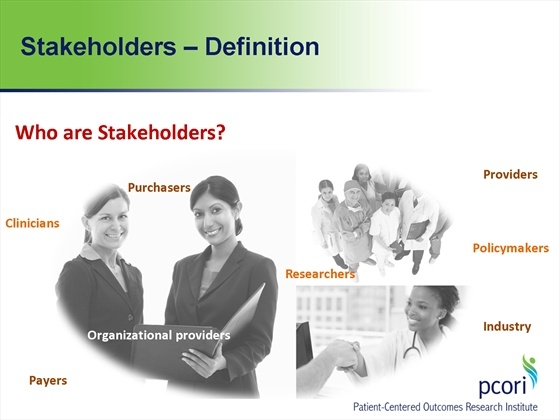 Stakeholders – Definition
Who are Stakeholders?
Purchasers
Providers
Clinicians
Policymakers
Researchers
Organizational providers
Industry
Payers
pcori
Patient-Centered Outcomes Research Institute